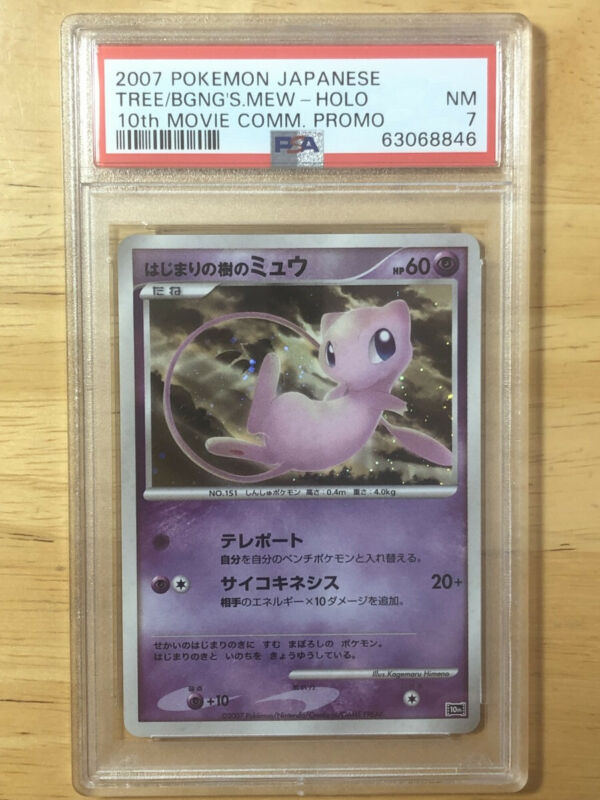 2007 POKEMON JAPANESE
TREE/BGNG'S.MEW - HOLO NM
10th MOVIE COMM. PROMO 7
PSA 63068846
はじまりの樹のミュウ HP60
たね
NO.151 しんしゅポケモン 高さ:0.4m 重さ:4.0kg
テレポート
自分を自分のベンチポケモンと入れ替える。
サイコキネシス 20+
相手のエネルギー×10ダメージを追加。
せかいのはじまりのきに すむ まぼろしの ポケモン。
はじまりのきと いのちを きょうゆうしている。
Illus. Kagemaru Himeno
弱点 抵抗力
+10
©2007 Pokémon/Nintendo/Creatures/GAME FREAK
10th